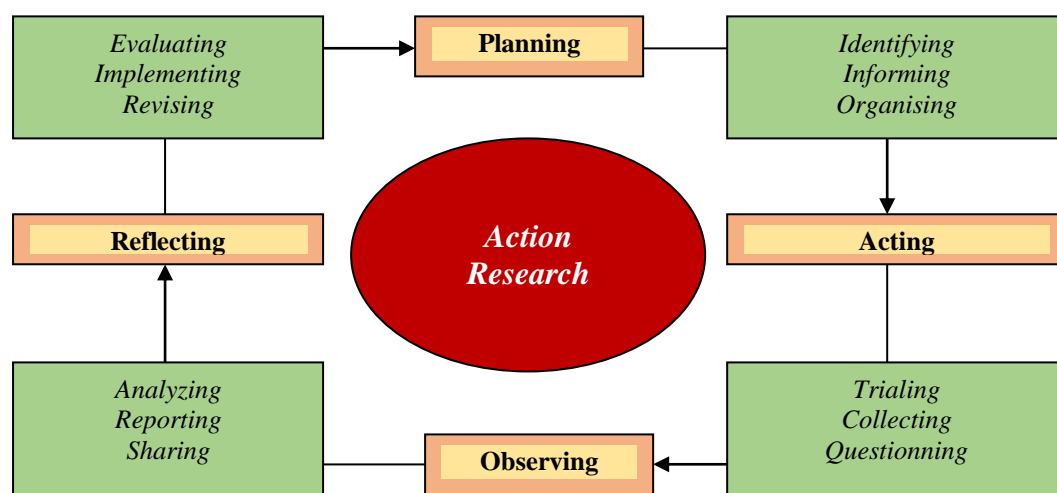 Evaluating
Implementing
Revising
Planning
Identifying
Informing
Organising
Reflecting
Action
Research
Acting
Analyzing
Reporting
Sharing
Observing
Trialing
Collecting
Questionning